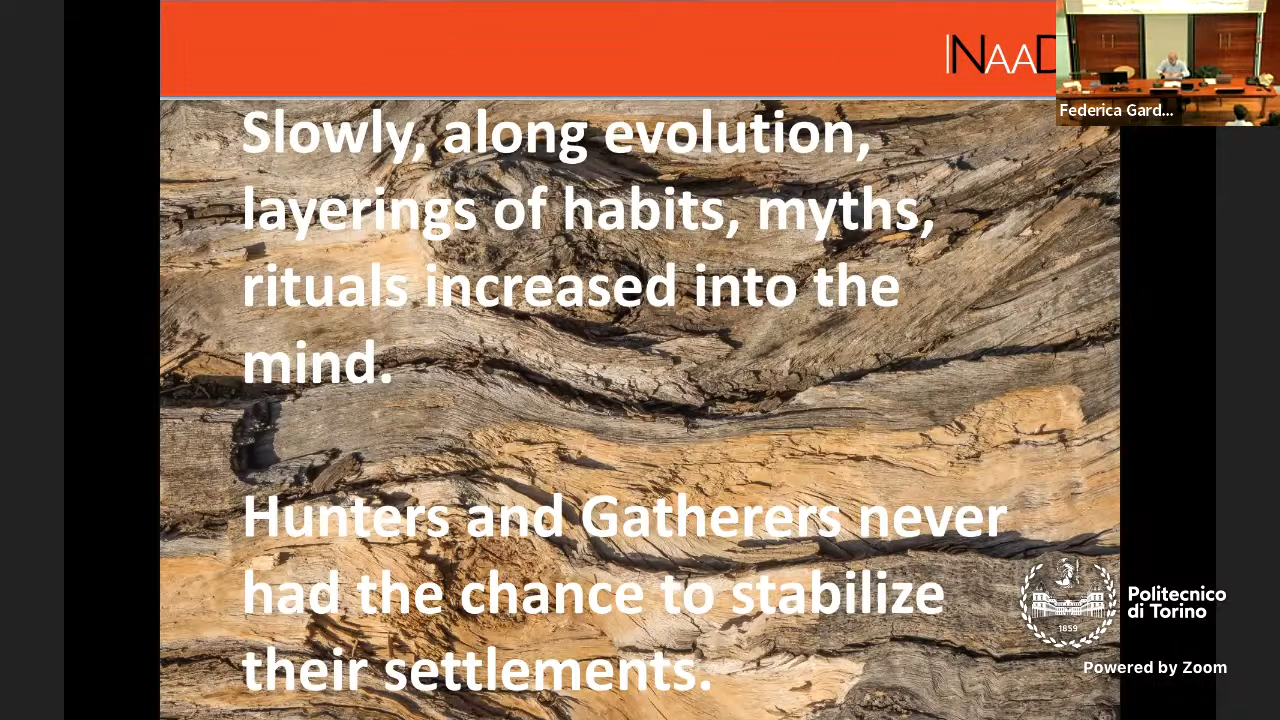 INAAD
Federica Gard...
Slowly, along evolution,
layerings of habits, myths,
rituals increased into the
mind.
Hunters and Gatherers never
had the chance to stabilize
their settlements.
Politecnico
di Torino
1859
Powered by Zoom